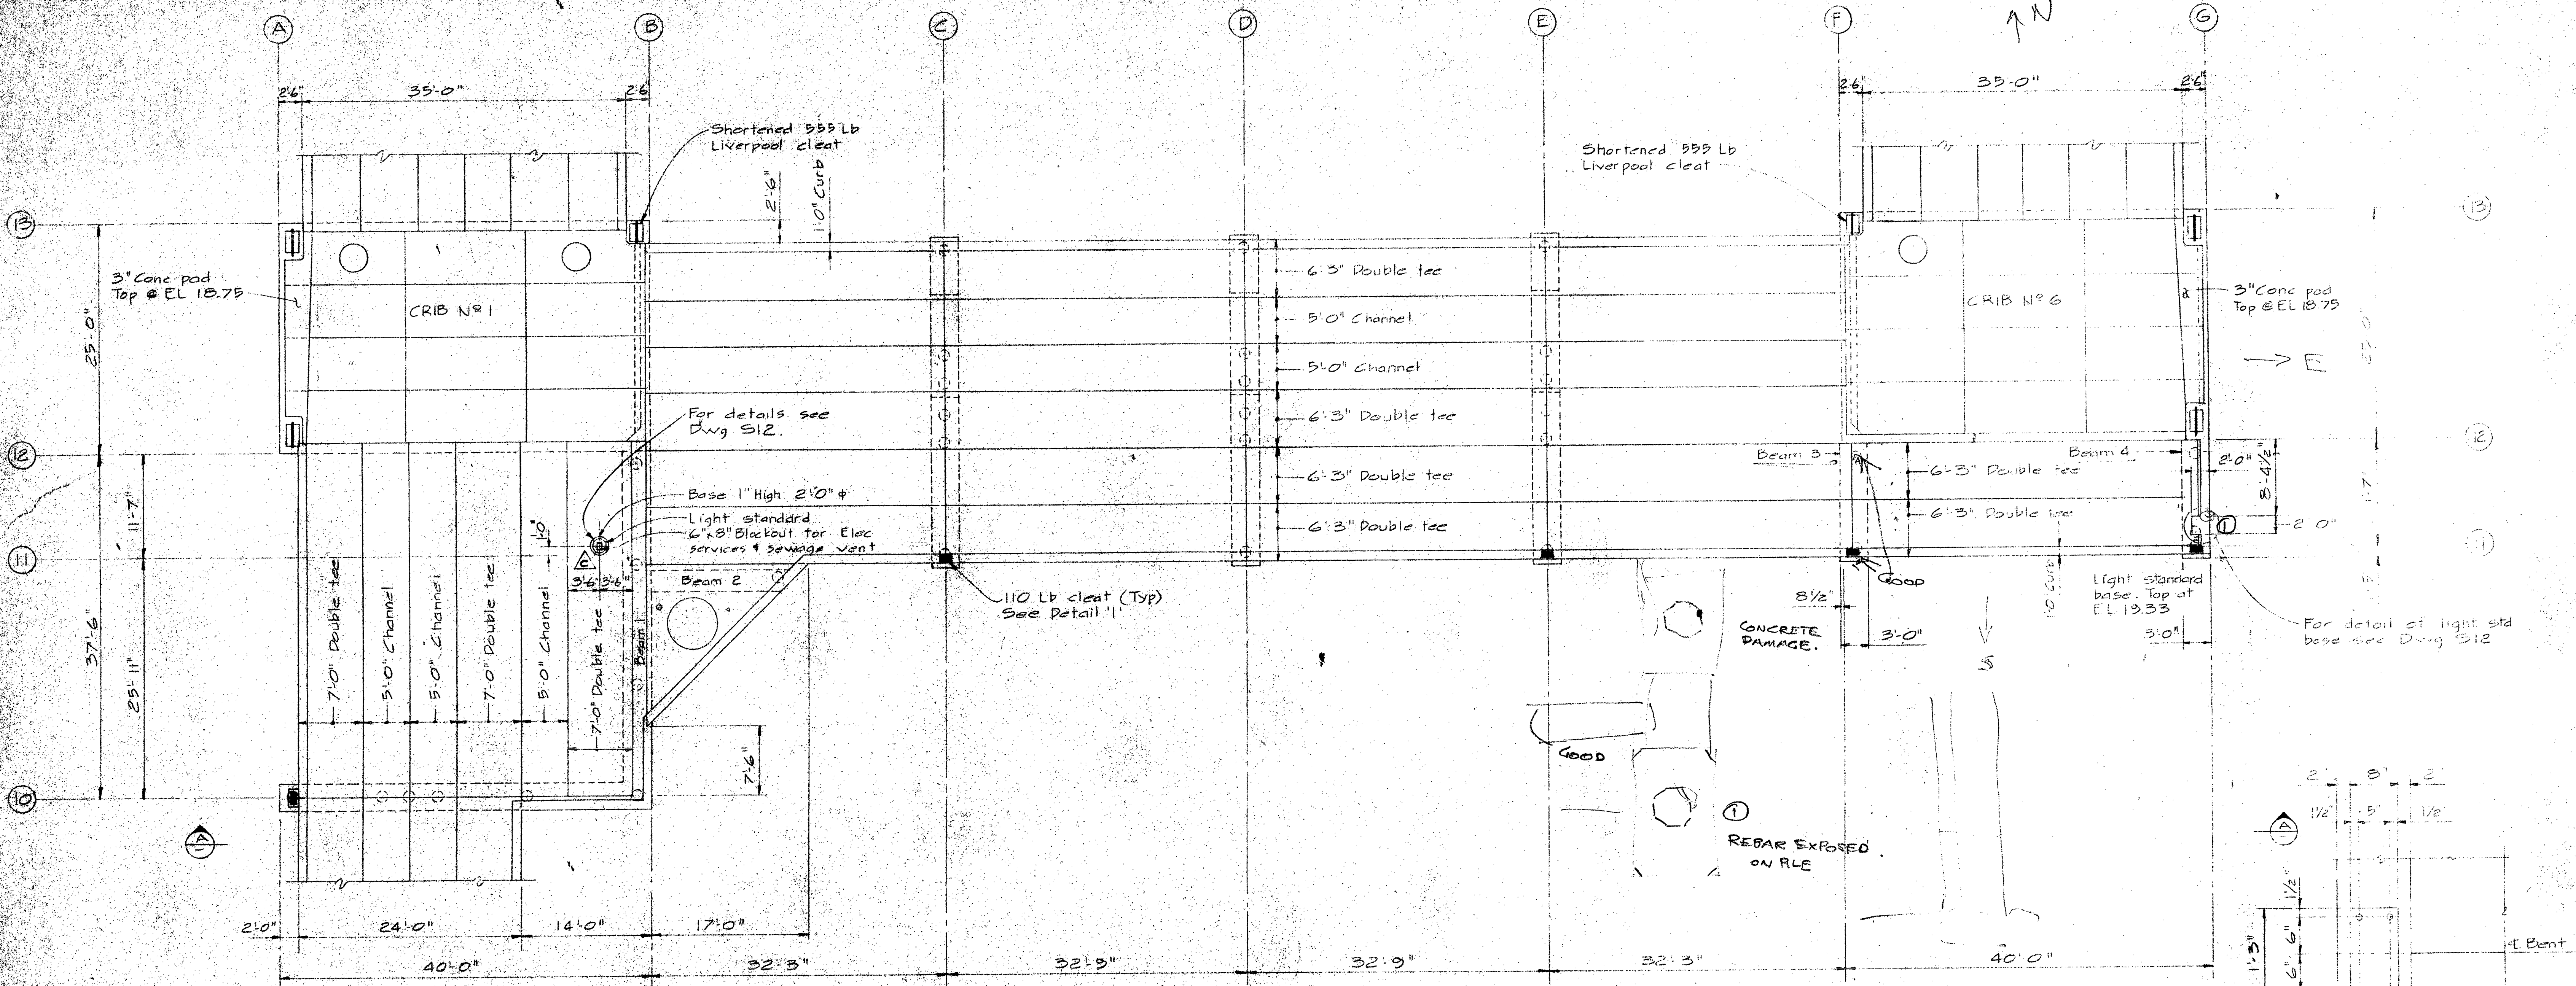 A
B
C
D
E
F
G
N
2'-6"
35'-0"
2'-6"
2'-6"
35'-0"
2'-6"
Shortened 555 Lb
Liverpool cleat
2'-6"
1'-0" Curb
Shortened 555 Lb
Liverpool cleat
13
13
3" Conc pad
Top @ EL 18.75
CRIB Nº 1
6'-3" Double tee
5'-0" Channel
5'-0" Channel
6'-3" Double tee
6'-3" Double tee
6'-3" Double tee
CRIB Nº 6
3" Conc pad
Top @ EL 18.75
E
25'-0"
For details see
Dwg S12.
12
12
Beam 3
Beam 4
2'-0"
8'-4 1/2"
6'-3" Double tee
6'-3" Double tee
2'-0"
1
Base 1" High 2'-0" φ
Light standard
6"x8" Blockout for Elec
services & sewage vent
11'-7"
1'-0"
11
C
3'-6"
3'-6"
Beam 2
Beam 1
110 Lb cleat (Typ)
See Detail '1'
GOOD
8 1/2"
3'-0"
CONCRETE
DAMAGE.
1'-0" Curb
Light standard
base. Top at
EL 19.33
3'-0"
For detail of light std
base see Dwg S12
S
37'-6"
25'-11"
7'-0" Double tee
5'-0" Channel
5'-0" Channel
7'-0" Double tee
5'-0" Channel
7'-0" Double tee
7'-6"
GOOD
10
A
1
REBAR EXPOSED
ON PILE
2"
8"
2"
1 1/2"
5"
1 1/2"
A
1 1/2"
6"
6"
1'-3"
℄ Bent
2'-0"
24'-0"
14'-0"
17'-0"
40'-0"
32'-3"
32'-9"
32'-9"
32'-3"
40'-0"